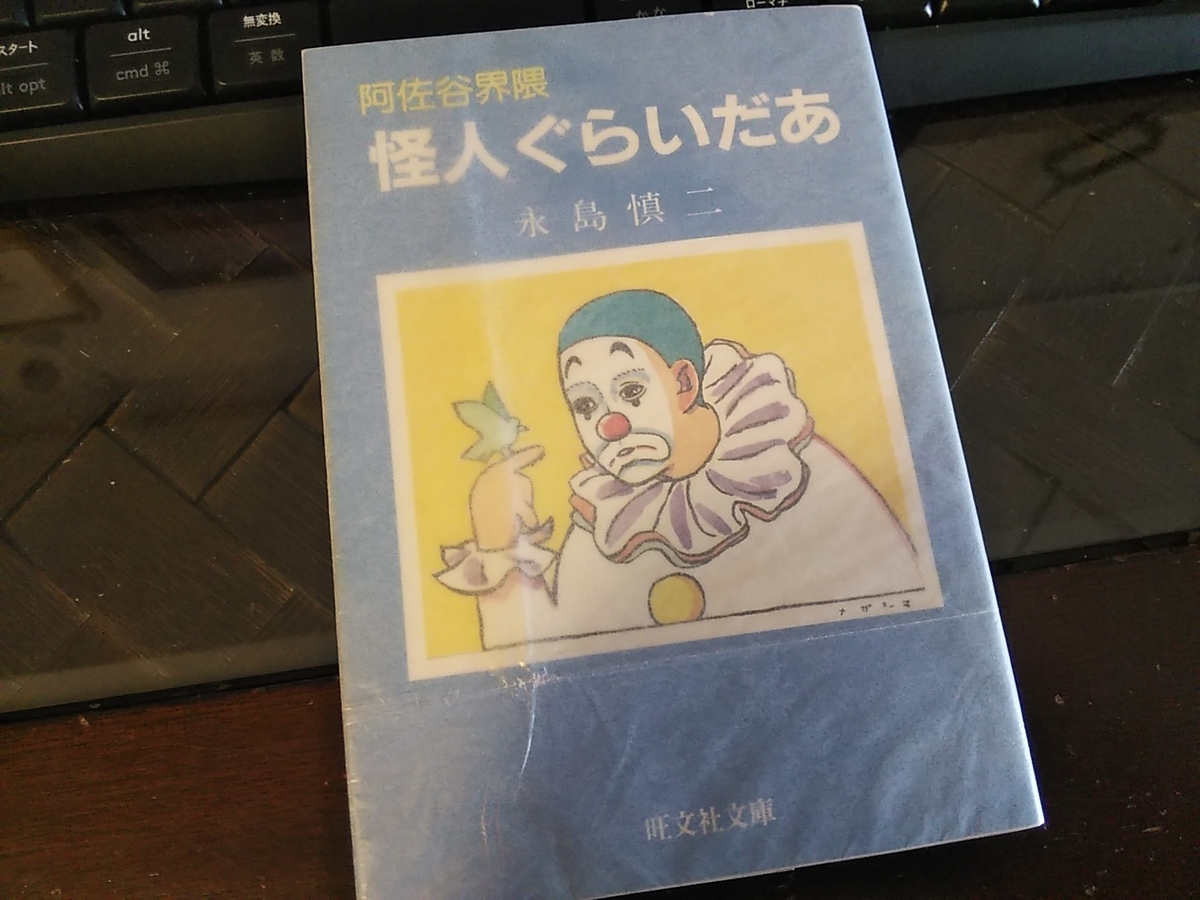 スタート
alt
無変換
lt opt
cmd ⌘
英数
かな
ローマ字
阿佐谷界隈
怪人ぐらいだあ
永島慎二
ナガシマ
旺文社文庫